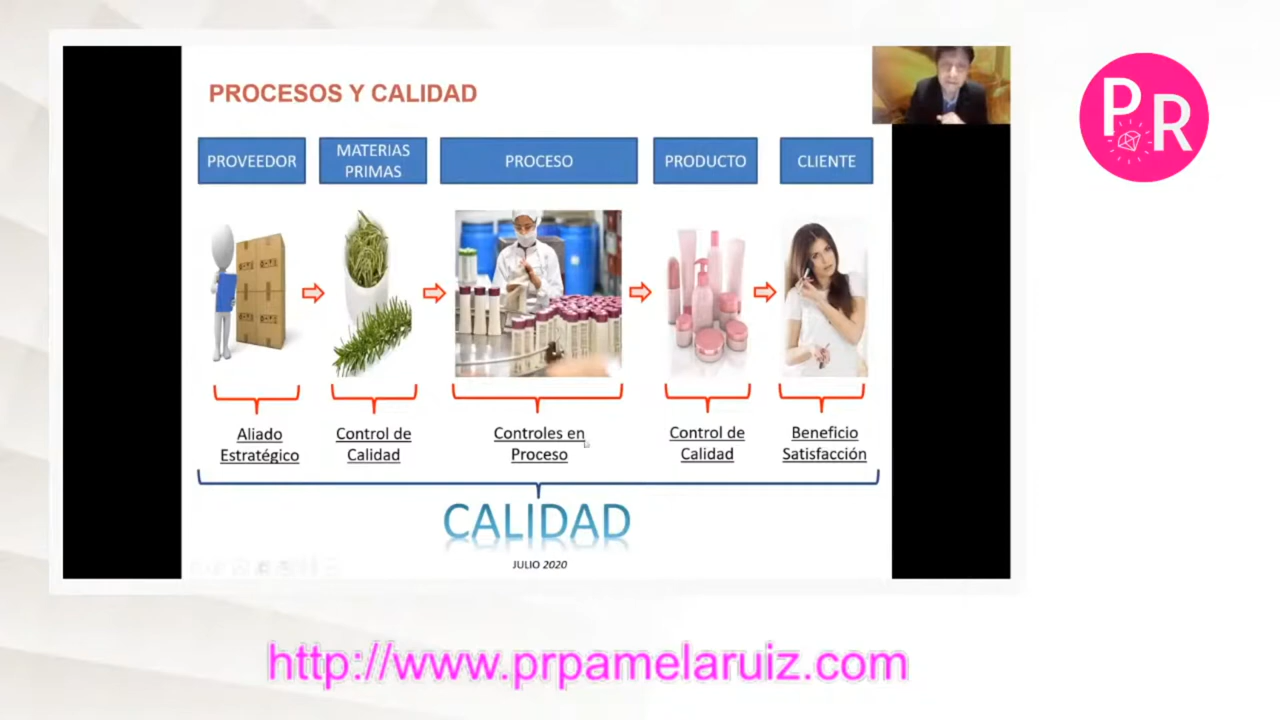 PROCESOS Y CALIDAD
PR
PROVEEDOR
MATERIAS
PRIMAS
PROCESO
PRODUCTO
CLIENTE
Aliado
Estratégico
Control de
Calidad
Controles en
Proceso
Control de
Calidad
Beneficio
Satisfacción
CALIDAD
JULIO 2020
http://www.prpamelaruiz.com